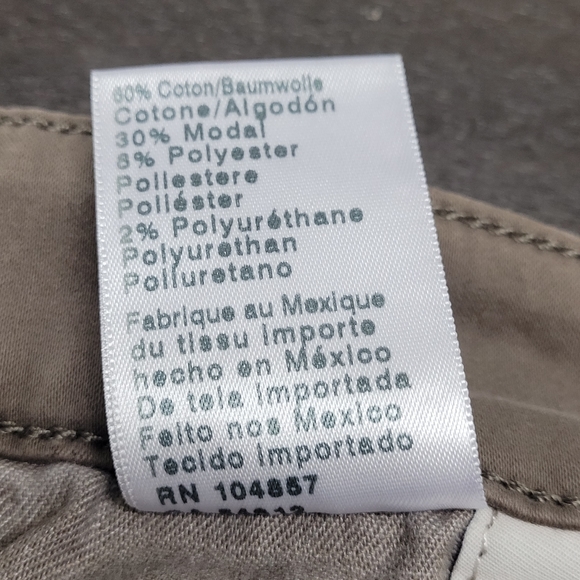 60% Coton/Baumwolle
Cotone/Algodón
30% Modal
8% Polyester
Poliestere
Poliéster
2% Polyuréthane
Polyurethan
Poliuretano
Fabrique au Mexique
du tissu importe
hecho en México
De tela importada
Feito nos Mexico
Tecido importado
RN 104867